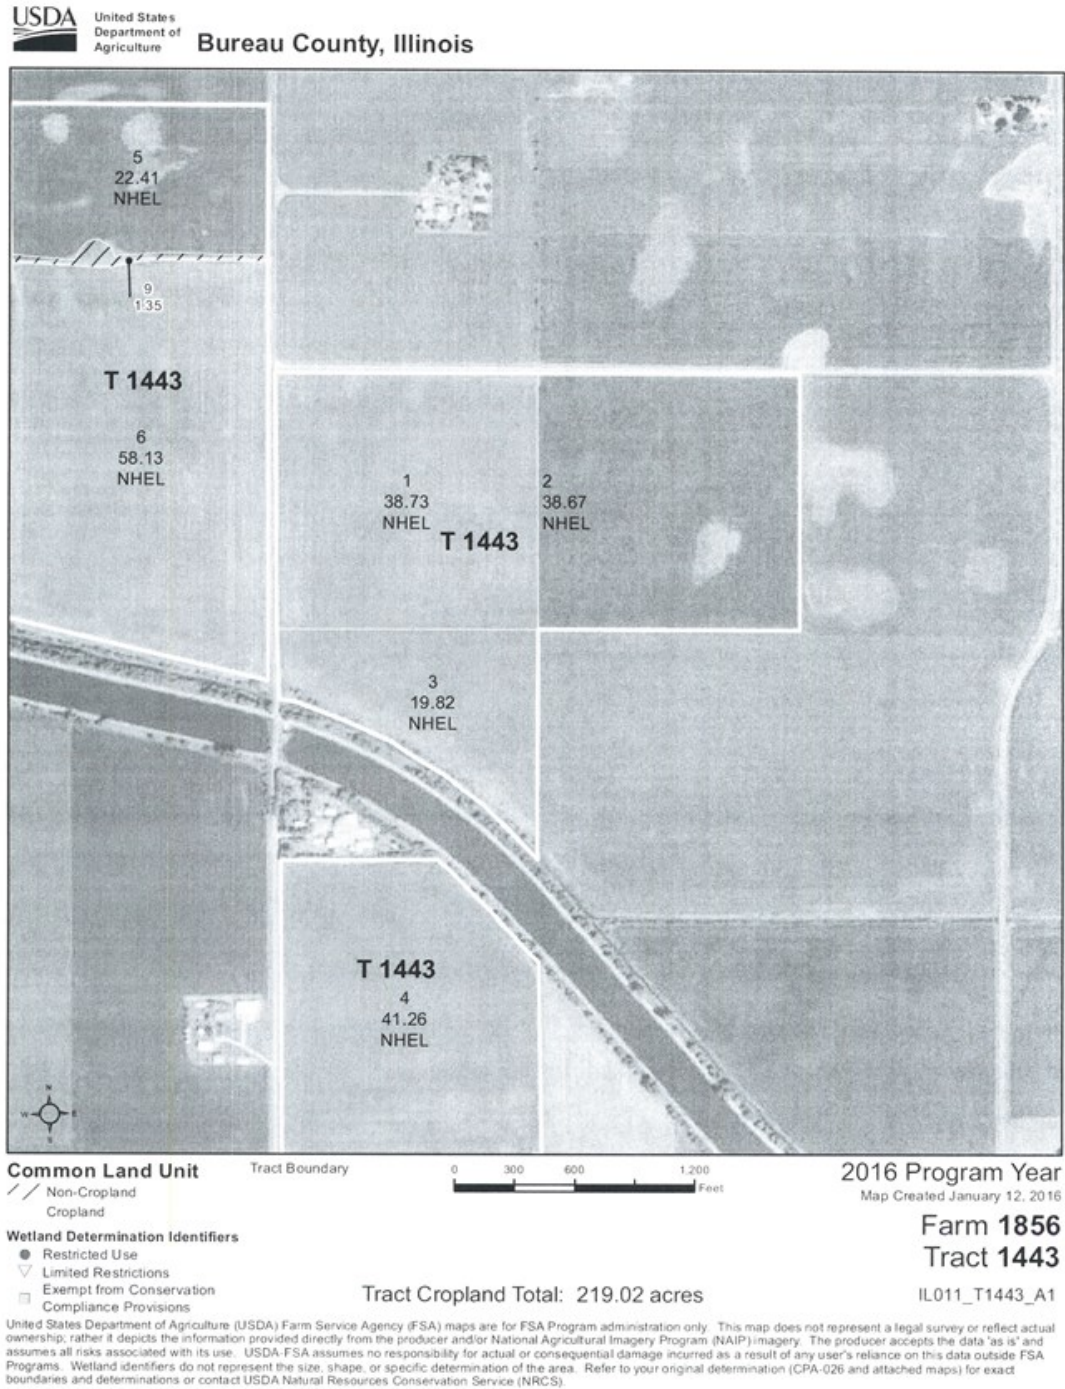 USDA
United States
Department of
Agriculture
Bureau County, Illinois
5
22.41
NHEL
9
1.35
T 1443
6
58.13
NHEL
1
38.73
NHEL
2
38.67
NHEL
T 1443
3
19.82
NHEL
T 1443
4
41.26
NHEL
N
W
E
S
Common Land Unit
Non-Cropland
Cropland
Tract Boundary
0 300 600 1,200
Feet
2016 Program Year
Map Created January 12, 2016
Farm 1856
Tract 1443
Wetland Determination Identifiers
Restricted Use
Limited Restrictions
Exempt from Conservation
Compliance Provisions
Tract Cropland Total: 219.02 acres
IL011_T1443_A1
United States Department of Agriculture (USDA) Farm Service Agency (FSA) maps are for FSA Program administration only. This map does not represent a legal survey or reflect actual
ownership; rather it depicts the information provided directly from the producer and/or National Agricultural Imagery Program (NAIP) imagery. The producer accepts the data 'as is' and
assumes all risks associated with its use. USDA-FSA assumes no responsibility for actual or consequential damage incurred as a result of any user's reliance on this data outside FSA
Programs. Wetland identifiers do not represent the size, shape, or specific determination of the area. Refer to your original determination (CPA-026 and attached maps) for exact
boundaries and determinations or contact USDA Natural Resources Conservation Service (NRCS).